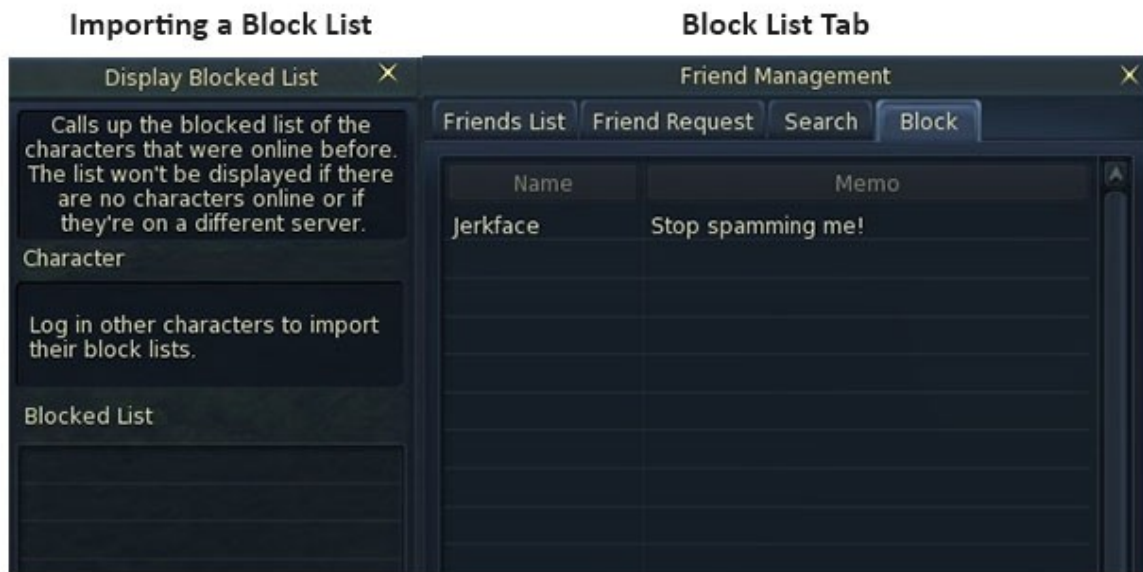 Importing a Block List
Block List Tab
Display Blocked List
Calls up the blocked list of the
characters that were online before.
The list won't be displayed if there
are no characters online or if
they're on a different server.
Character
Log in other characters to import
their block lists.
Blocked List
Friend Management
Friends List Friend Request Search Block
Name Memo
Jerkface Stop spamming me!